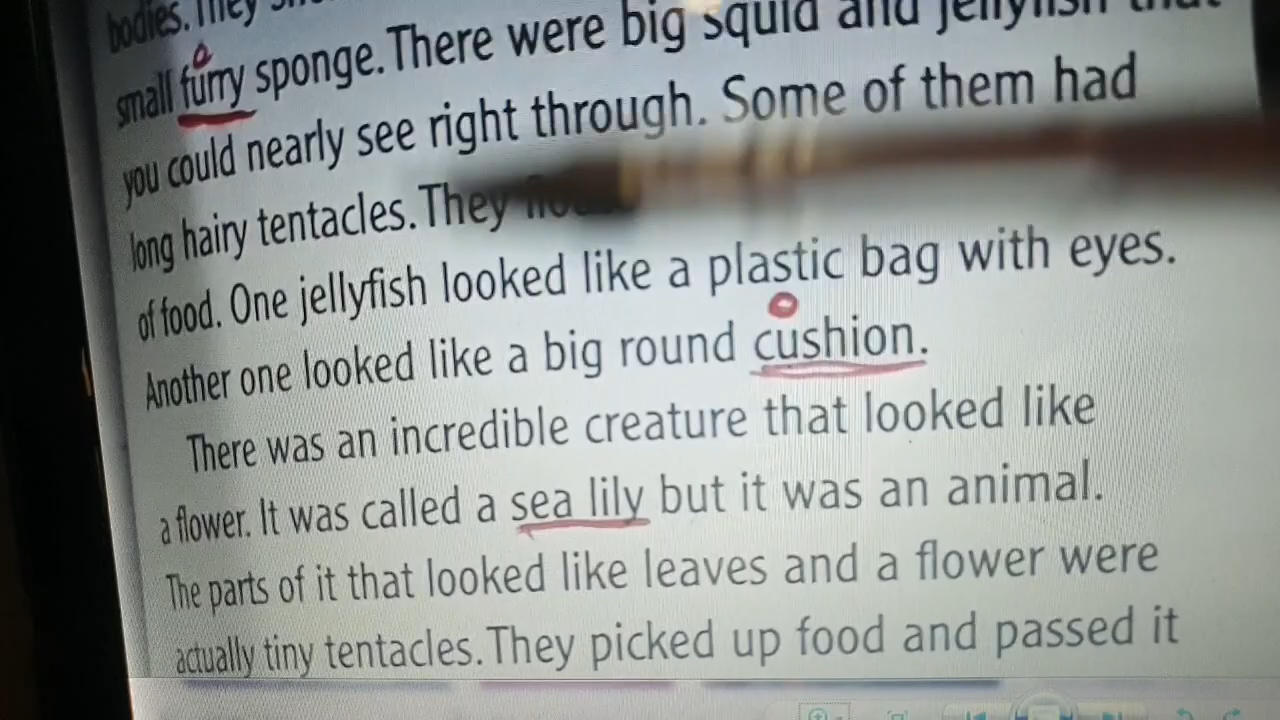 bodies. They
small furry sponge. There were big squid and jellyfish that
you could nearly see right through. Some of them had
long hairy tentacles. They
of food. One jellyfish looked like a plastic bag with eyes.
Another one looked like a big round cushion.
There was an incredible creature that looked like
a flower. It was called a sea lily but it was an animal.
The parts of it that looked like leaves and a flower were
actually tiny tentacles. They picked up food and passed it